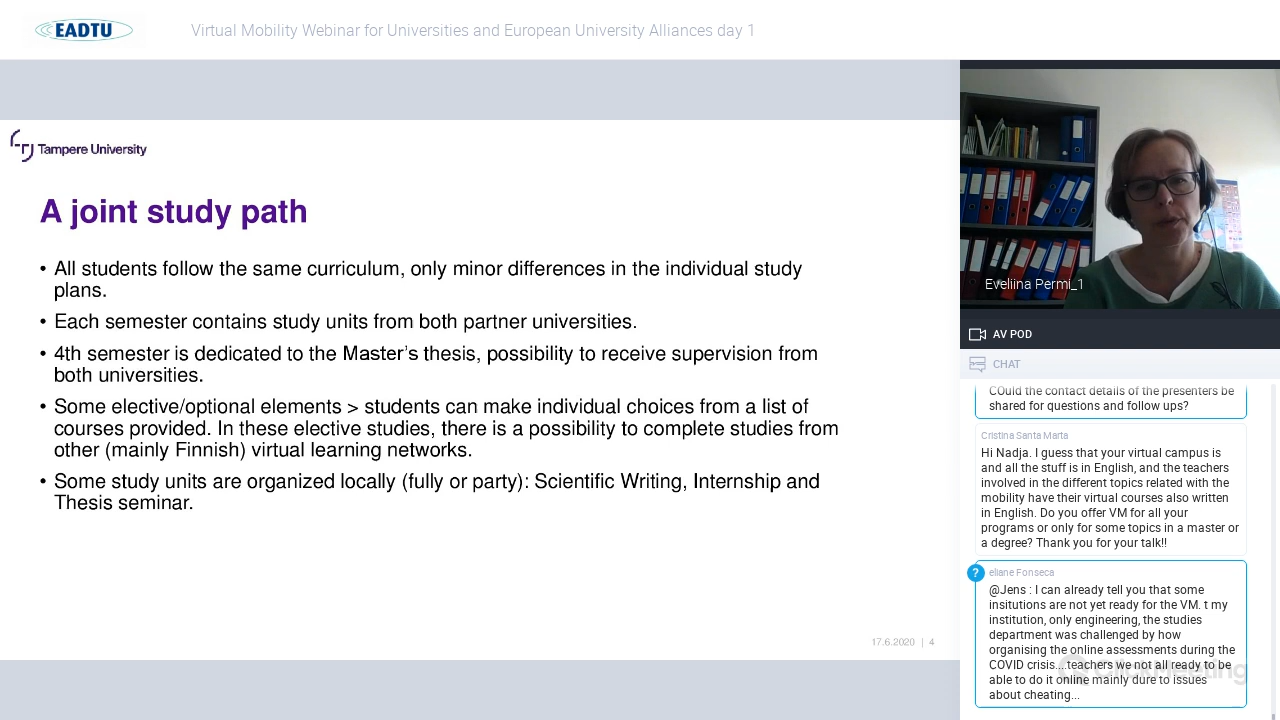 EADTU
Virtual Mobility Webinar for Universities and European University Alliances day 1
Tampere University
A joint study path
• All students follow the same curriculum, only minor differences in the individual study
plans.
• Each semester contains study units from both partner universities.
• 4th semester is dedicated to the Master's thesis, possibility to receive supervision from
both universities.
• Some elective/optional elements > students can make individual choices from a list of
courses provided. In these elective studies, there is a possibility to complete studies from
other (mainly Finnish) virtual learning networks.
• Some study units are organized locally (fully or party): Scientific Writing, Internship and
Thesis seminar.
17.6.2020 | 4
Eveliina Permi_1
AV POD
CHAT
COuld the contact details of the presenters be
shared for questions and follow ups?
Cristina Santa Marta
Hi Nadja. I guess that your virtual campus is
and all the stuff is in English, and the teachers
involved in the different topics related with the
mobility have their virtual courses also written
in English. Do you offer VM for all your
programs or only for some topics in a master or
a degree? Thank you for your talk!!
?
eliane Fonseca
@Jens : I can already tell you that some
insitutions are not yet ready for the VM. t my
institution, only engineering, the studies
department was challenged by how
organising the online assessments during the
COVID crisis....teachers we not all ready to be
able to do it online mainly dure to issues
about cheating...
ClickMeeting